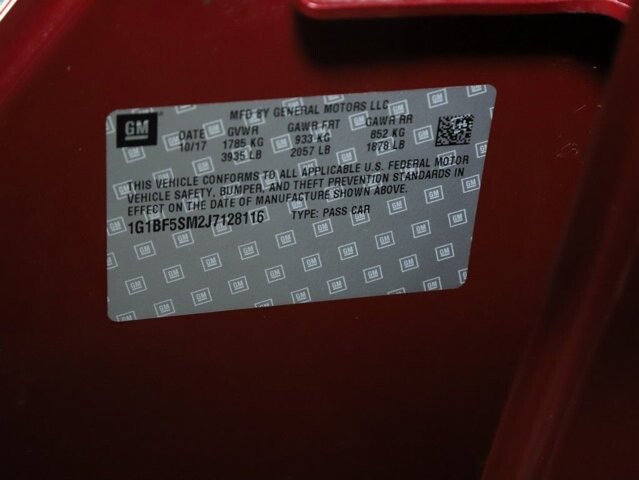 GM
MFD BY GENERAL MOTORS LLC
DATE GVWR GAWR FRT GAWR RR
10/17 1785 KG 933 KG 852 KG
3935 LB 2057 LB 1878 LB
THIS VEHICLE CONFORMS TO ALL APPLICABLE U.S. FEDERAL MOTOR
VEHICLE SAFETY, BUMPER, AND THEFT PREVENTION STANDARDS IN
EFFECT ON THE DATE OF MANUFACTURE SHOWN ABOVE.
1G1BF5SM2J7128116 TYPE: PASS CAR